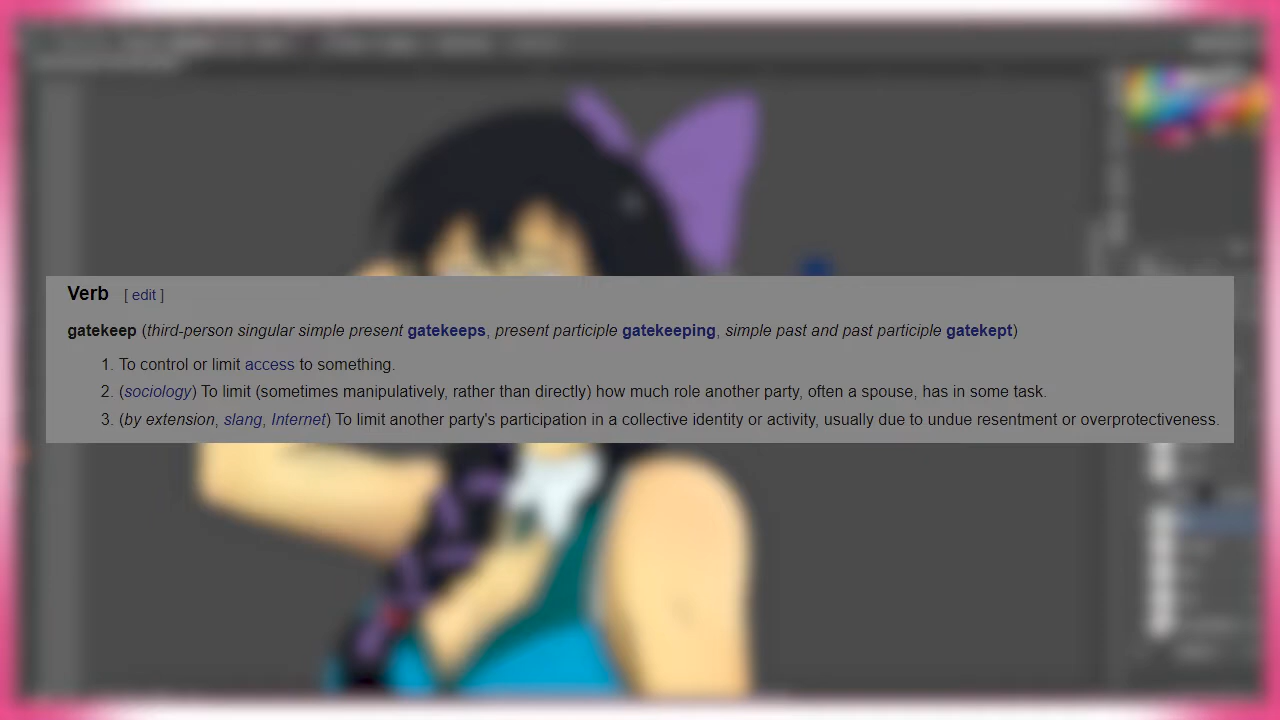 Verb [ edit ]
gatekeep (third-person singular simple present gatekeeps, present participle gatekeeping, simple past and past participle gatekept)
1. To control or limit access to something.
2. (sociology) To limit (sometimes manipulatively, rather than directly) how much role another party, often a spouse, has in some task.
3. (by extension, slang, Internet) To limit another party's participation in a collective identity or activity, usually due to undue resentment or overprotectiveness.